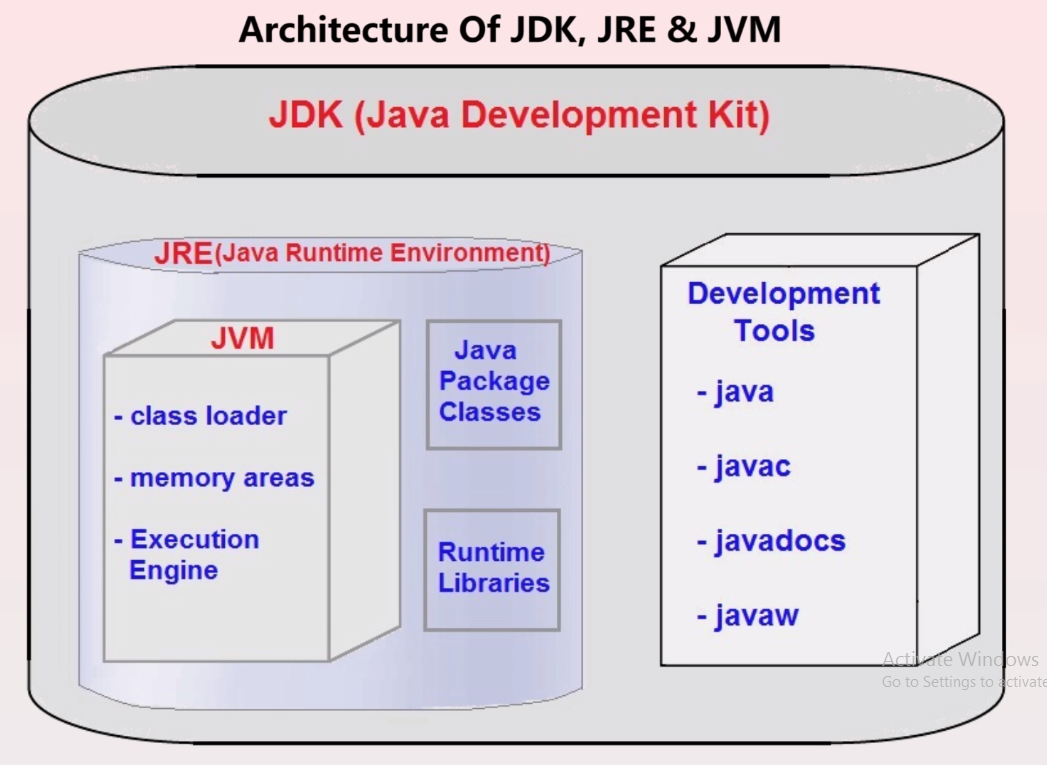 Architecture Of JDK, JRE & JVM
JDK (Java Development Kit)
JRE(Java Runtime Environment)
JVM
- class loader
- memory areas
- Execution
Engine
Java
Package
Classes
Runtime
Libraries
Development
Tools
- java
- javac
- javadocs
- javaw
Activate Windows
Go to Settings to activate